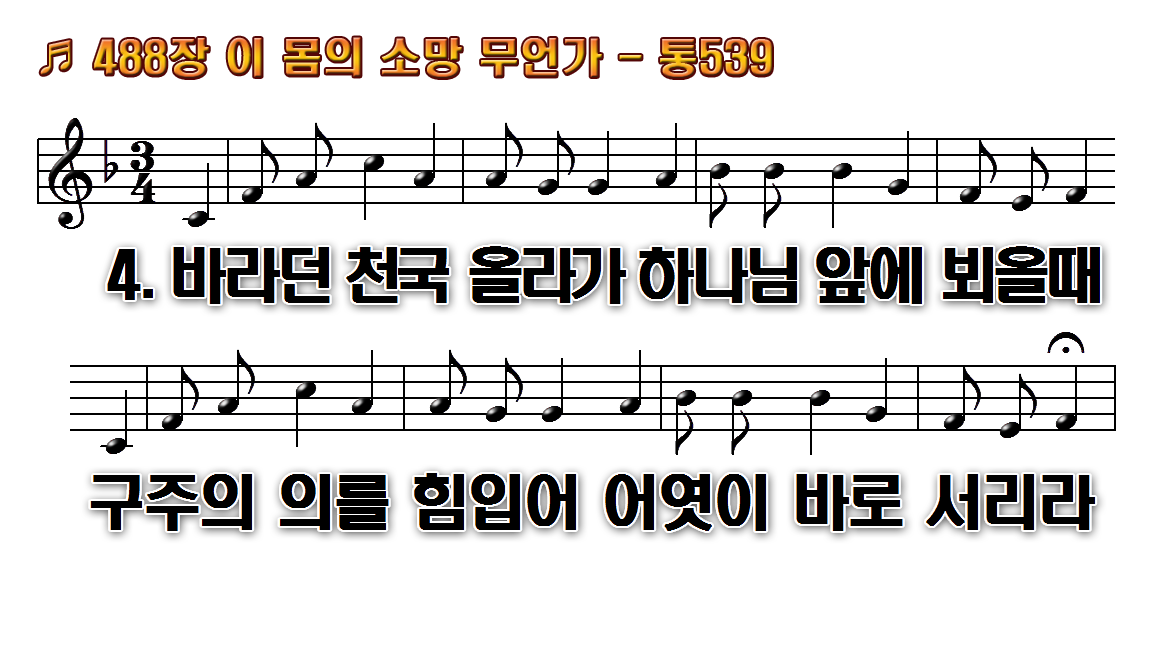 ♬ 488장 이 몸의 소망 무언가 - 통539
3
4
4. 바라던 천국 올라가 하나님 앞에 뵈올때
구주의 의를 힘입어 어엿이 바로 서리라